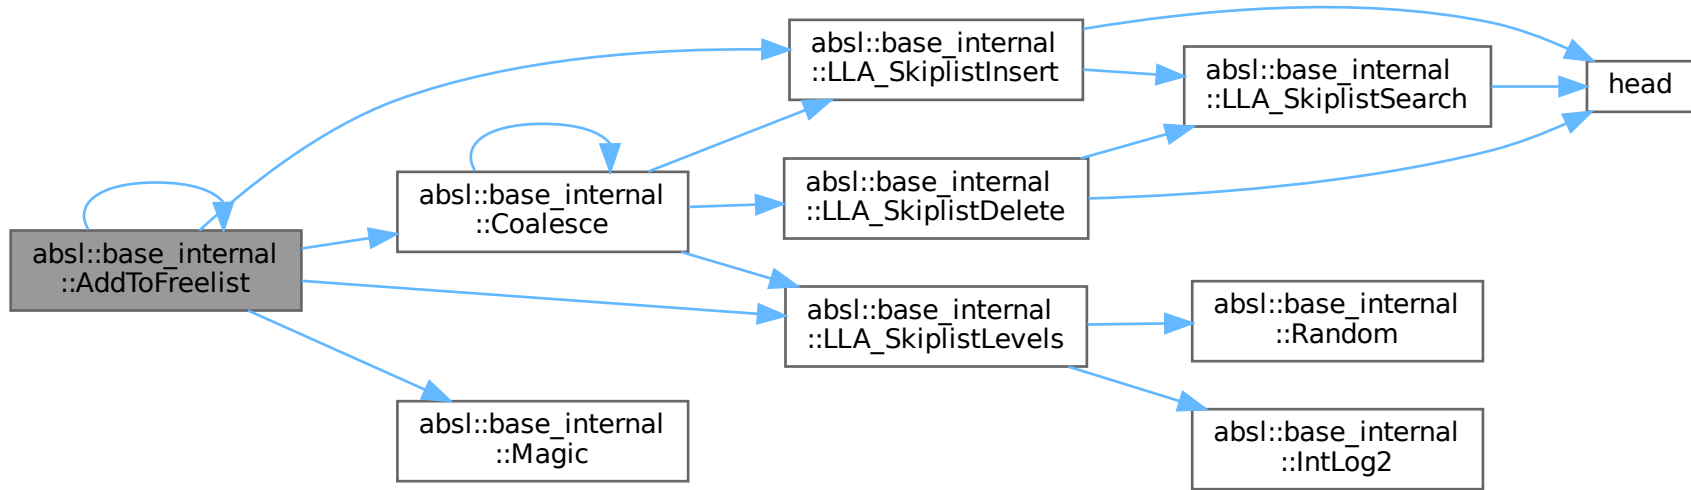 absl::base_internal
::AddToFreelist
absl::base_internal
::Coalesce
absl::base_internal
::Magic
absl::base_internal
::LLA_SkiplistInsert
absl::base_internal
::LLA_SkiplistDelete
absl::base_internal
::LLA_SkiplistLevels
absl::base_internal
::LLA_SkiplistSearch
absl::base_internal
::Random
absl::base_internal
::IntLog2
head